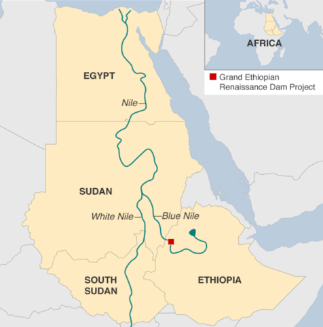 AFRICA
Grand Ethiopian
Renaissance Dam Project
EGYPT
Nile
SUDAN
White Nile
Blue Nile
SOUTH
SUDAN
ETHIOPIA